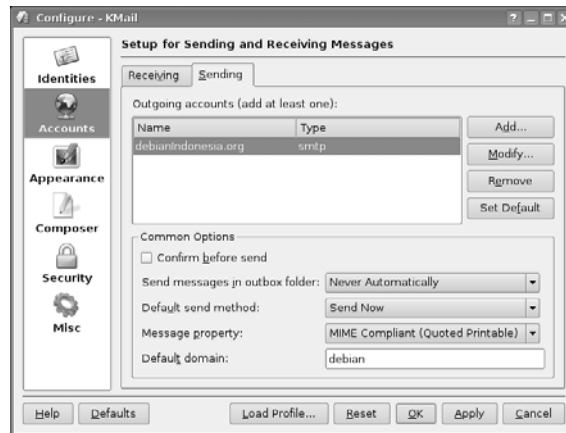 Configure - KMail
Setup for Sending and Receiving Messages
Identities
Accounts
Appearance
Composer
Security
Misc
Receiving
Sending
Outgoing accounts (add at least one):
Name Type
debianIndonesia.org smtp
Add...
Modify...
Remove
Set Default
Common Options
Confirm before send
Send messages in outbox folder: Never Automatically
Default send method: Send Now
Message property: MIME Compliant (Quoted Printable)
Default domain: debian
Help Defaults Load Profile... Reset OK Apply Cancel